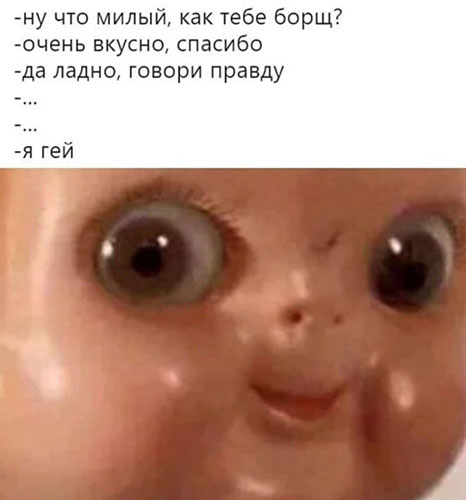 -ну что милый, как тебе борщ?
-очень вкусно, спасибо
-да ладно, говори правду
-...
-...
-я гей